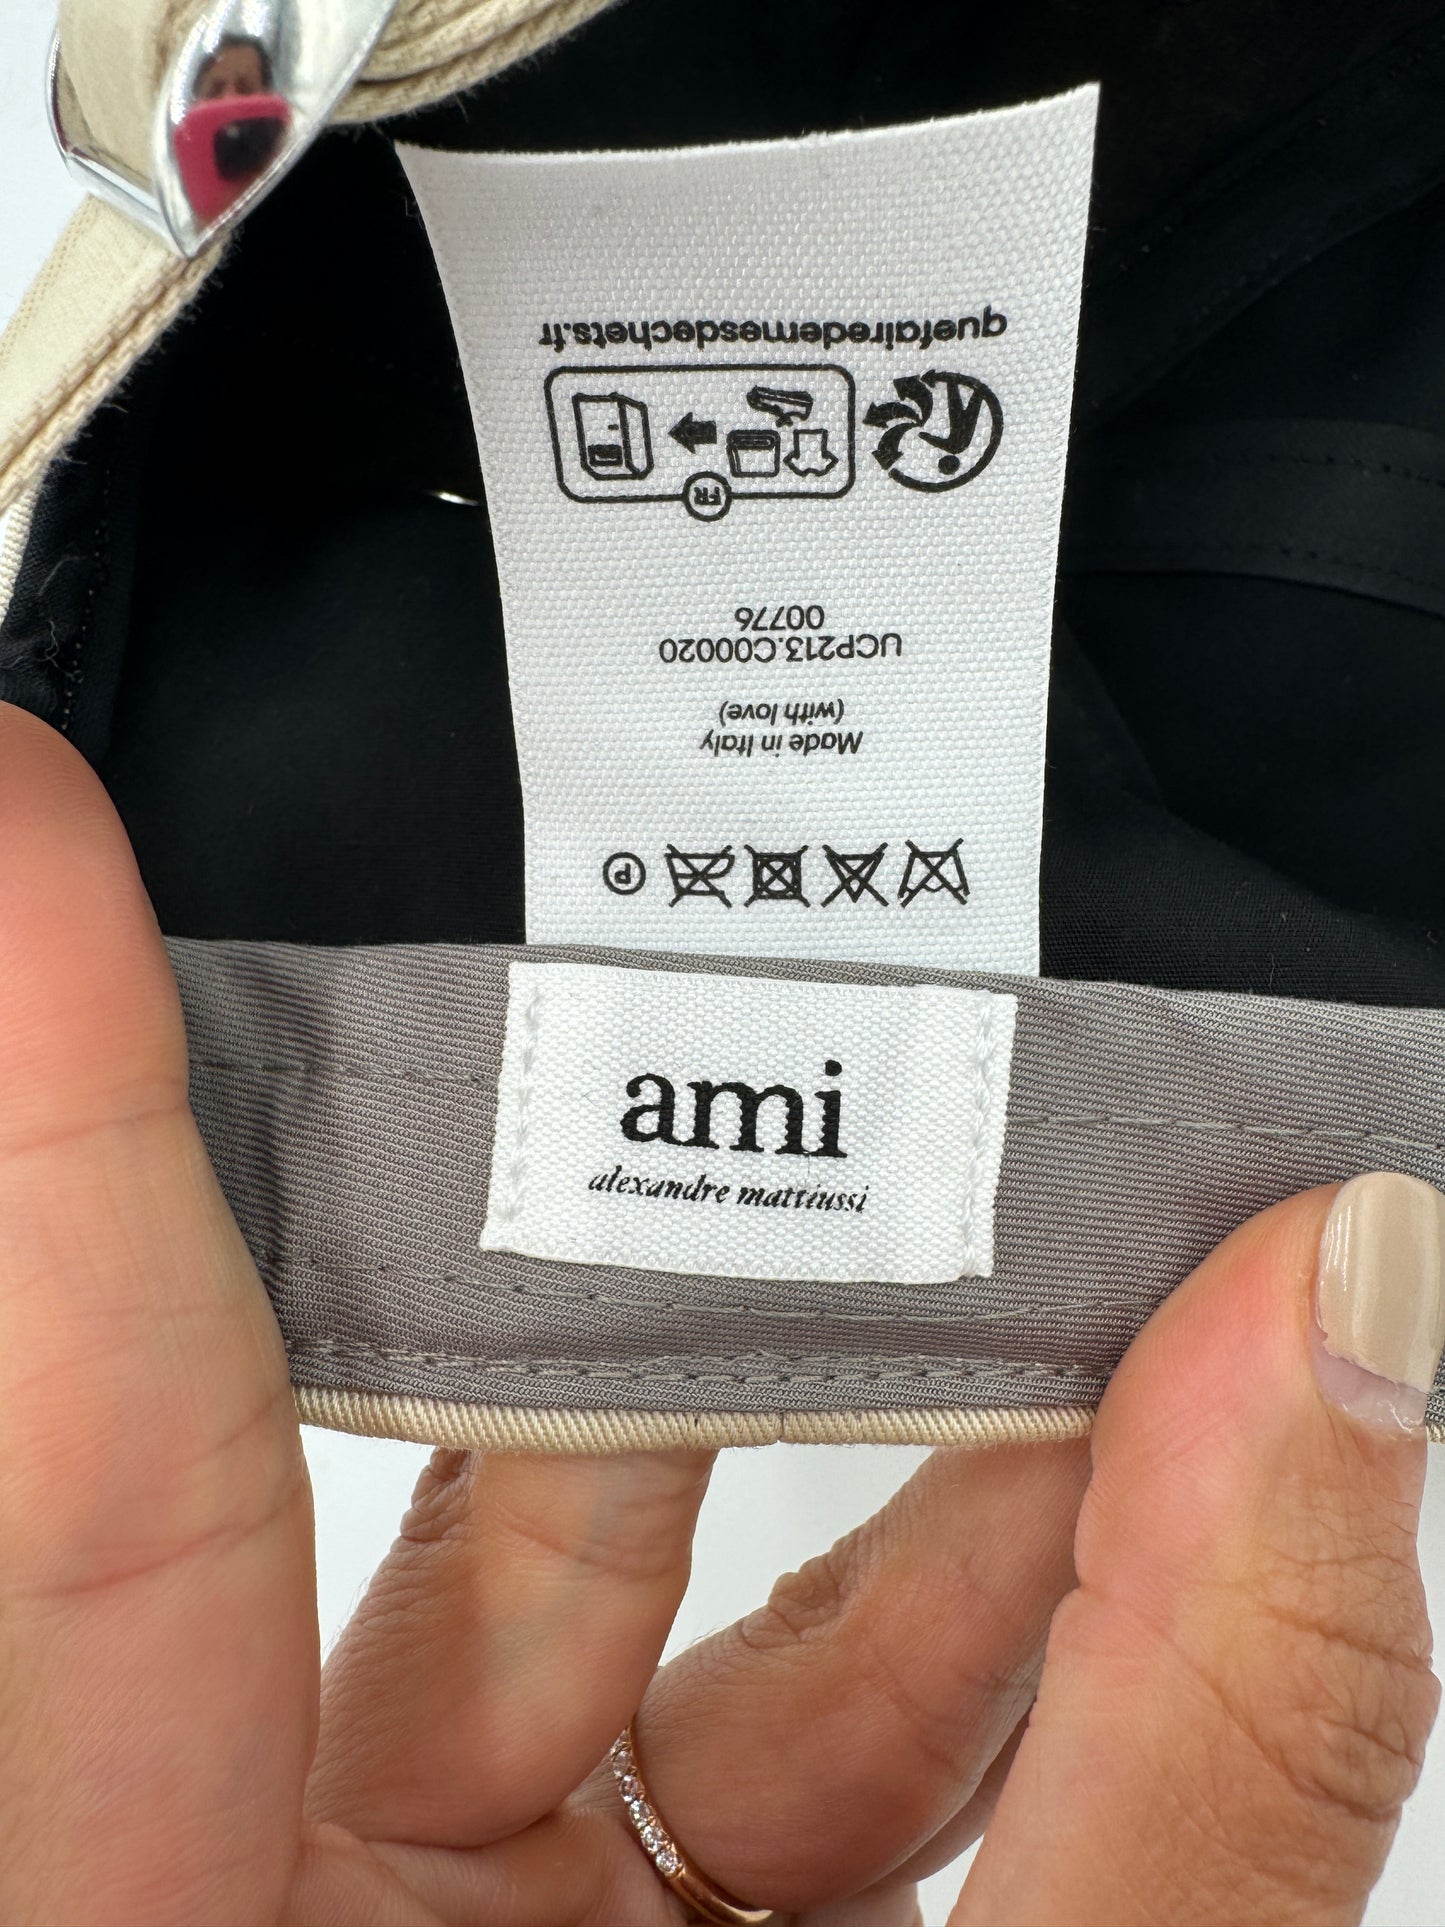 ami
alexandre mattiussi
Made in Italy
(with love)
UCP213.C00020
00776
FR
quefairedemesdechets.fr
P